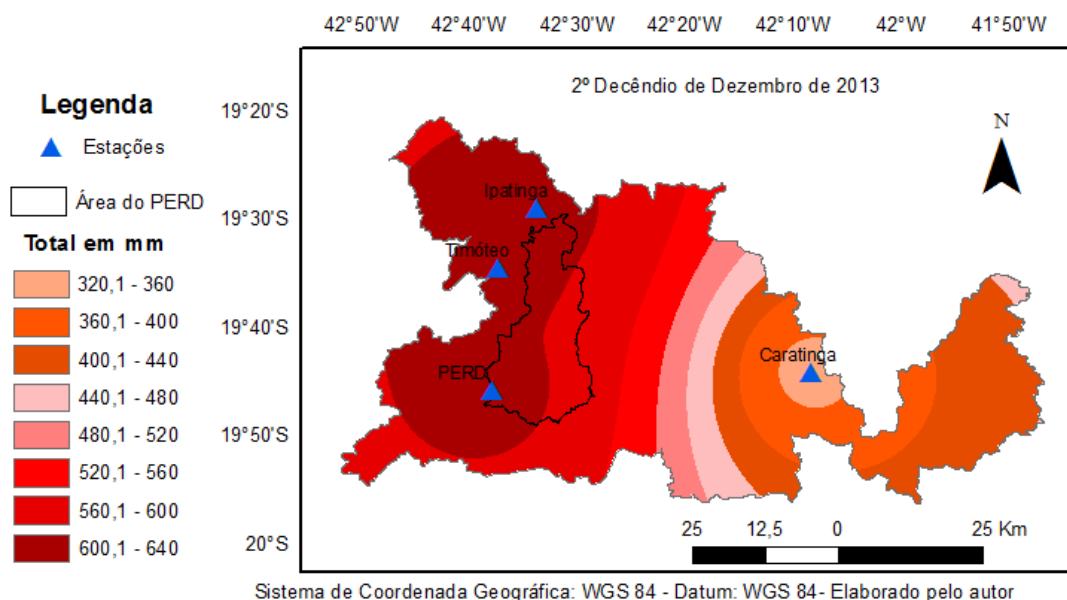 42°50'W 42°40'W 42°30'W 42°20'W 42°10'W 42°W 41°50'W
2º Decêndio de Dezembro de 2013
Legenda
Estações
Área do PERD
Total em mm
320,1 - 360
360,1 - 400
400,1 - 440
440,1 - 480
480,1 - 520
520,1 - 560
560,1 - 600
600,1 - 640
19°20'S
19°30'S
19°40'S
19°50'S
20°S
N
Ipatinga
Timóteo
PERD
Caratinga
25 12,5 0 25 Km
Sistema de Coordenada Geográfica: WGS 84 - Datum: WGS 84- Elaborado pelo autor